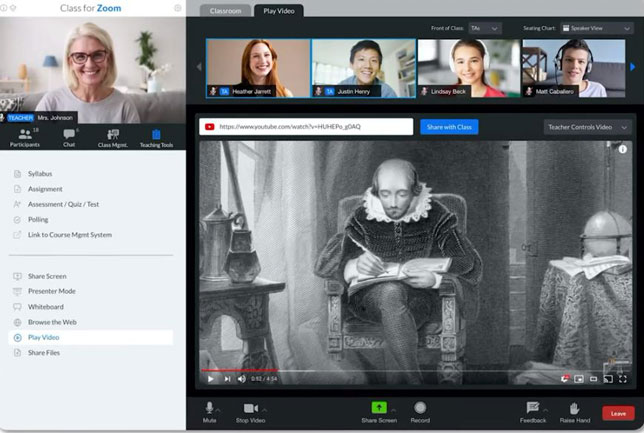 Class for Zoom
TEACHER Mrs. Johnson
18
6
Participants
Chat
Class Mgmt.
Teaching Tools
Syllabus
Assignment
Assessment / Quiz / Test
Polling
Link to Course Mgmt System
Share Screen
Presenter Mode
Whiteboard
Browse the Web
Play Video
Share Files
Classroom
Play Video
Front of Class: TAs
Seating Chart: Speaker View
TA Heather Jarrett
TA Justin Henry
Lindsay Beck
Matt Caballero
https://www.youtube.com/watch?v=HUHEPo_g0AQ
Share with Class
Teacher Controls Video
0:52 / 4:54
Mute
Stop Video
Share Screen
Record
Feedback
Raise Hand
Leave